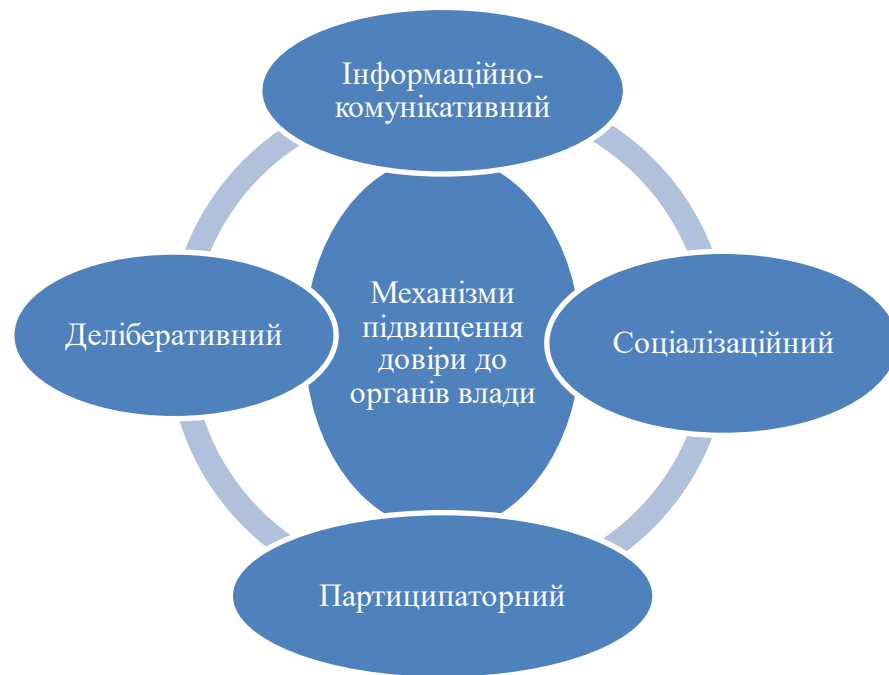 Інформаційно-
комунікативний
Механізми
підвищення
довіри до
органів влади
Деліберативний
Соціалізаційний
Партиципаторний